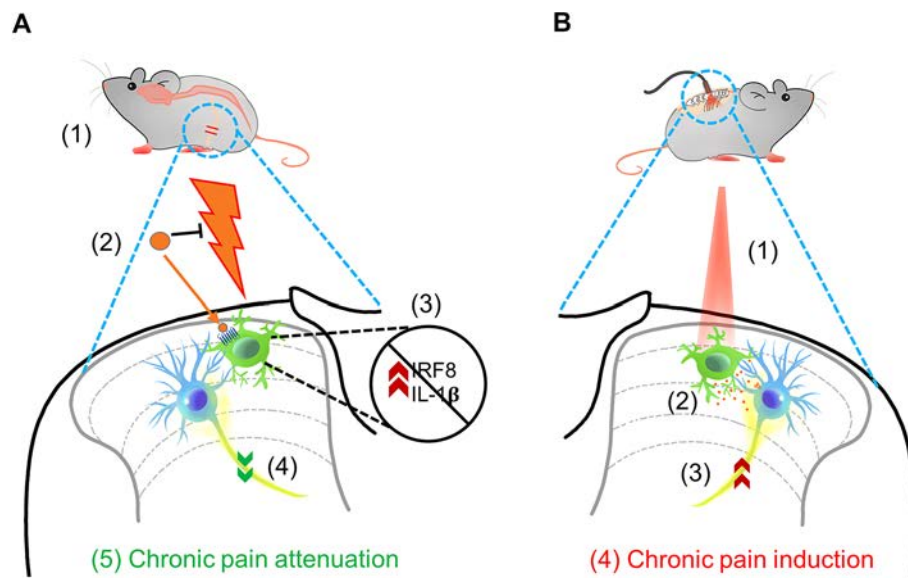 A
B
(1)
(2)
(1)
(3)
IRF8
IL-1β
(2)
(4)
(3)
(5) Chronic pain attenuation
(4) Chronic pain induction